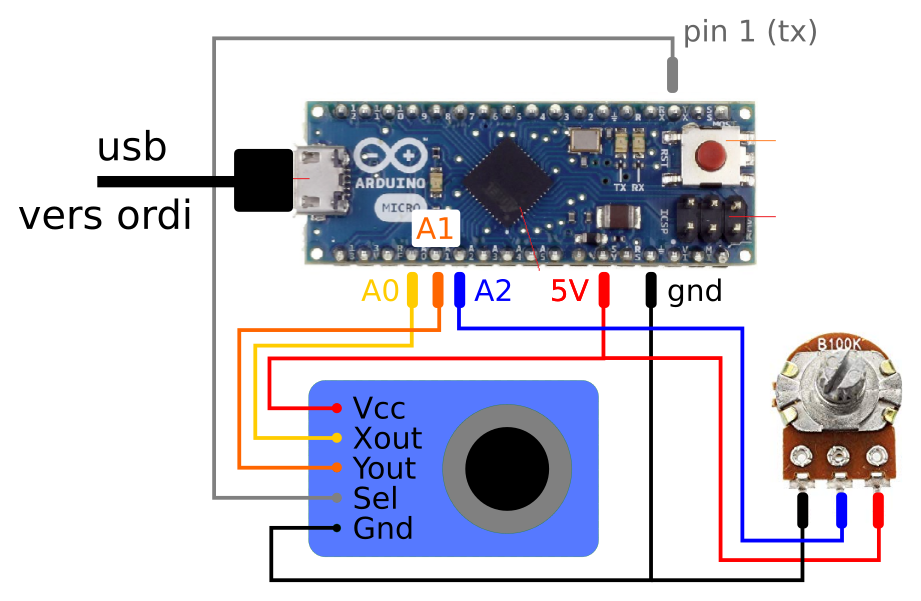 pin 1 (tx)
usb
vers ordi
ARDUINO
MICRO
TX RX
RST
ICSP
A1
A0
A2
5V
gnd
B100K
Vcc
Xout
Yout
Sel
Gnd